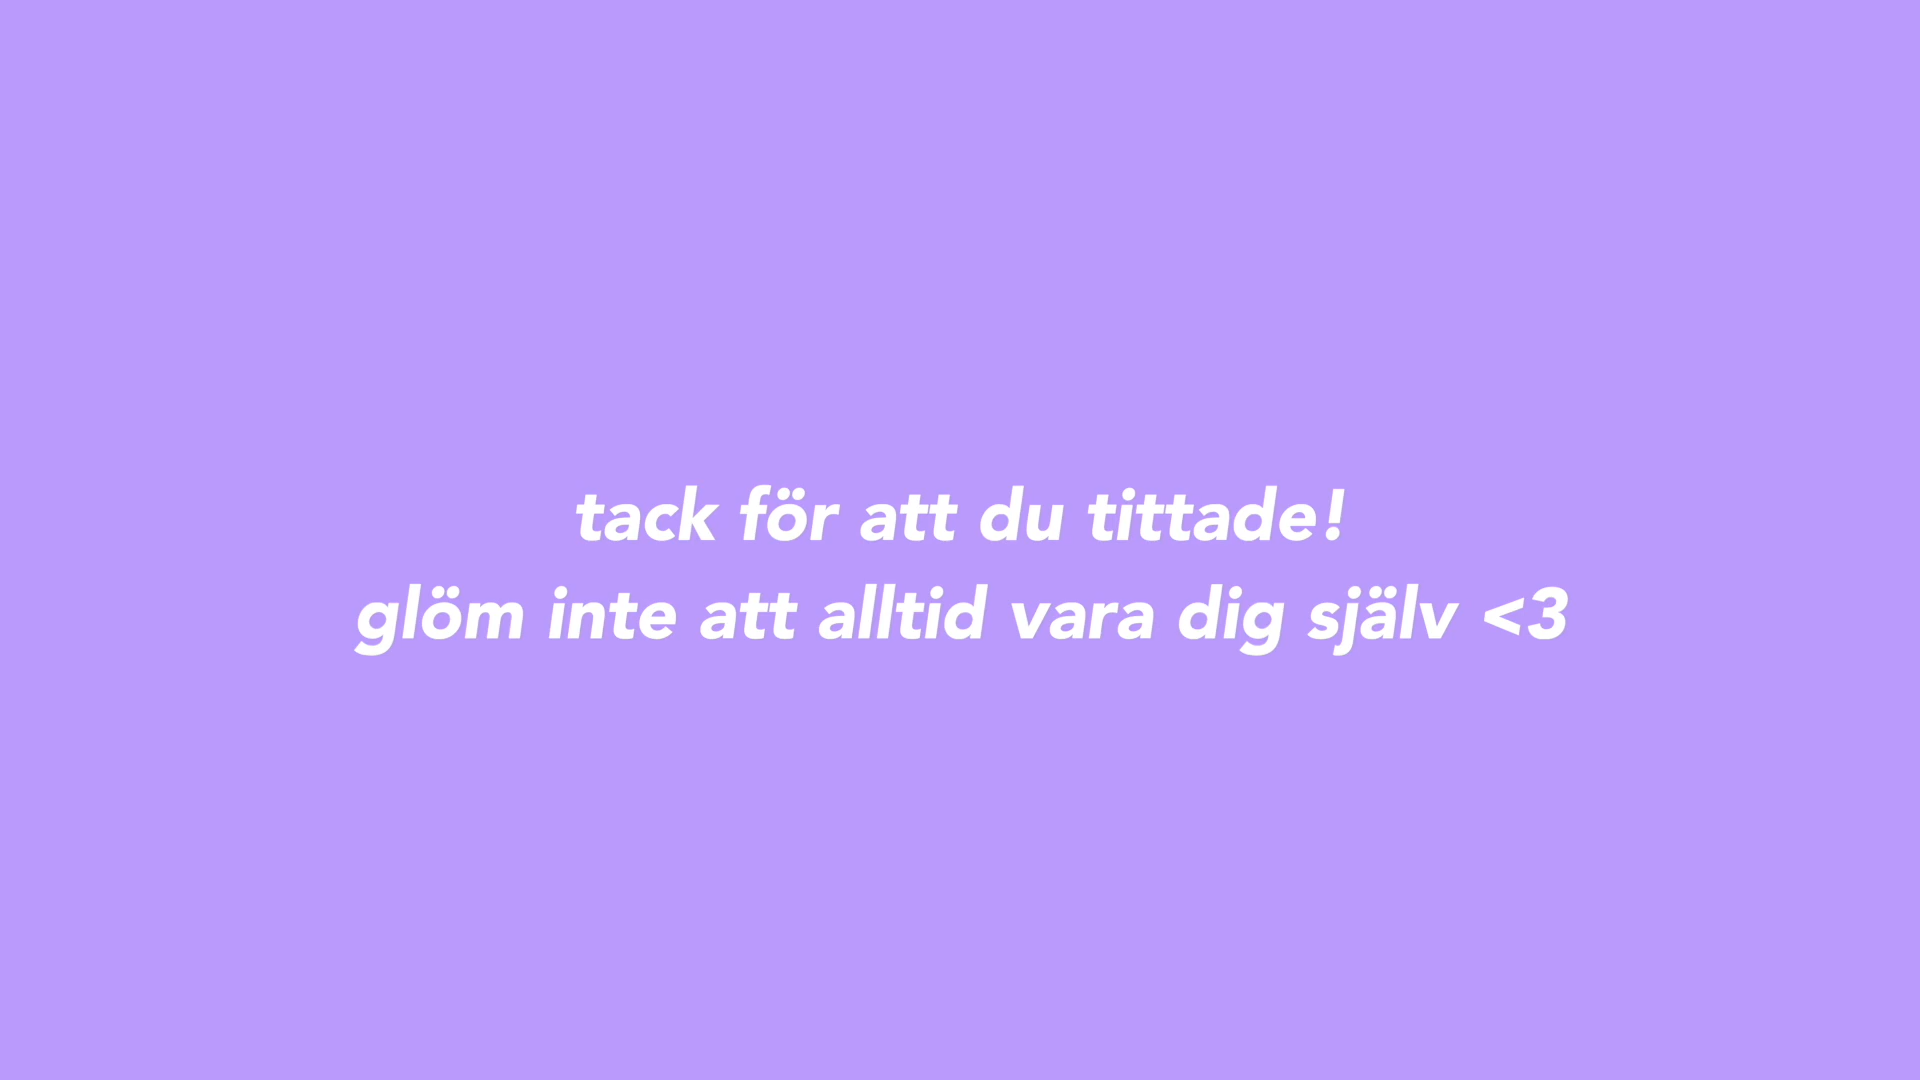 tack för att du tittade!
glöm inte att alltid vara dig själv <3